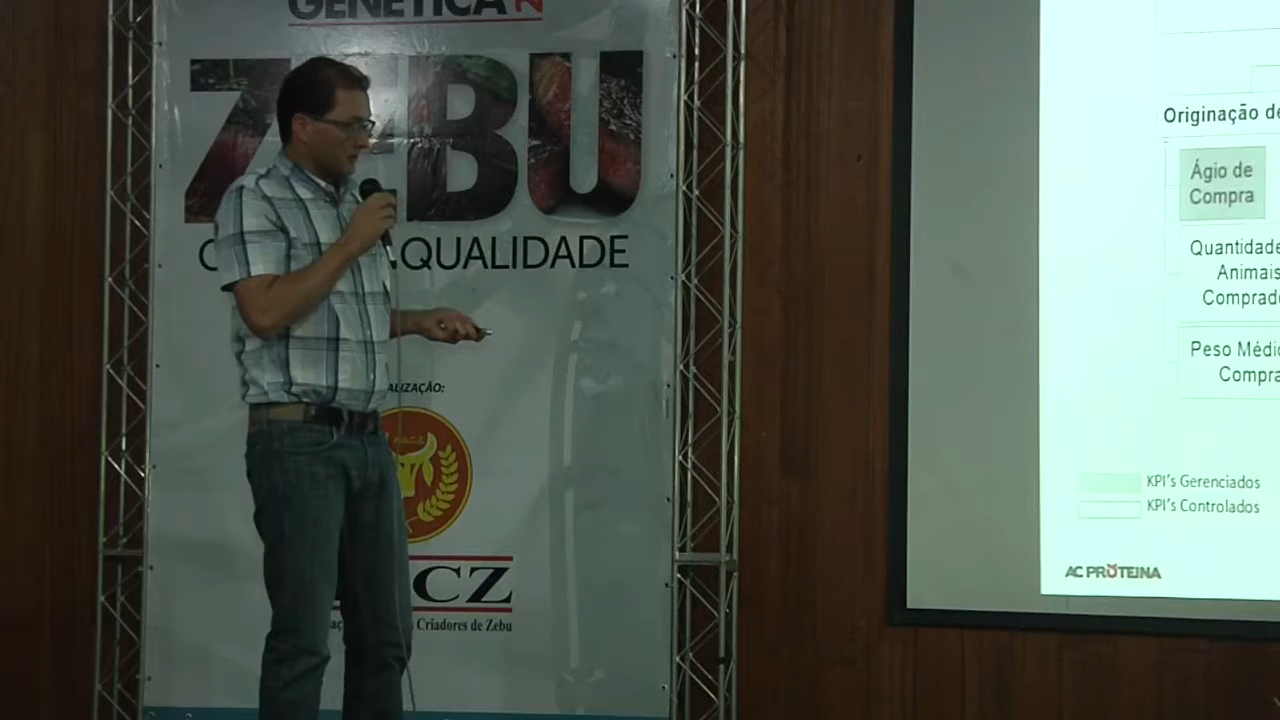 GENÉTICA
ZEBU
QUALIDADE
ALIZAÇÃO:
CZ
Criadores de Zebu
Originação de
Ágio de
Compra
Quantidade
Animais
Comprad
Peso Médi
Compra
KPI's Gerenciados
KPI's Controlados
AC PROTEINA